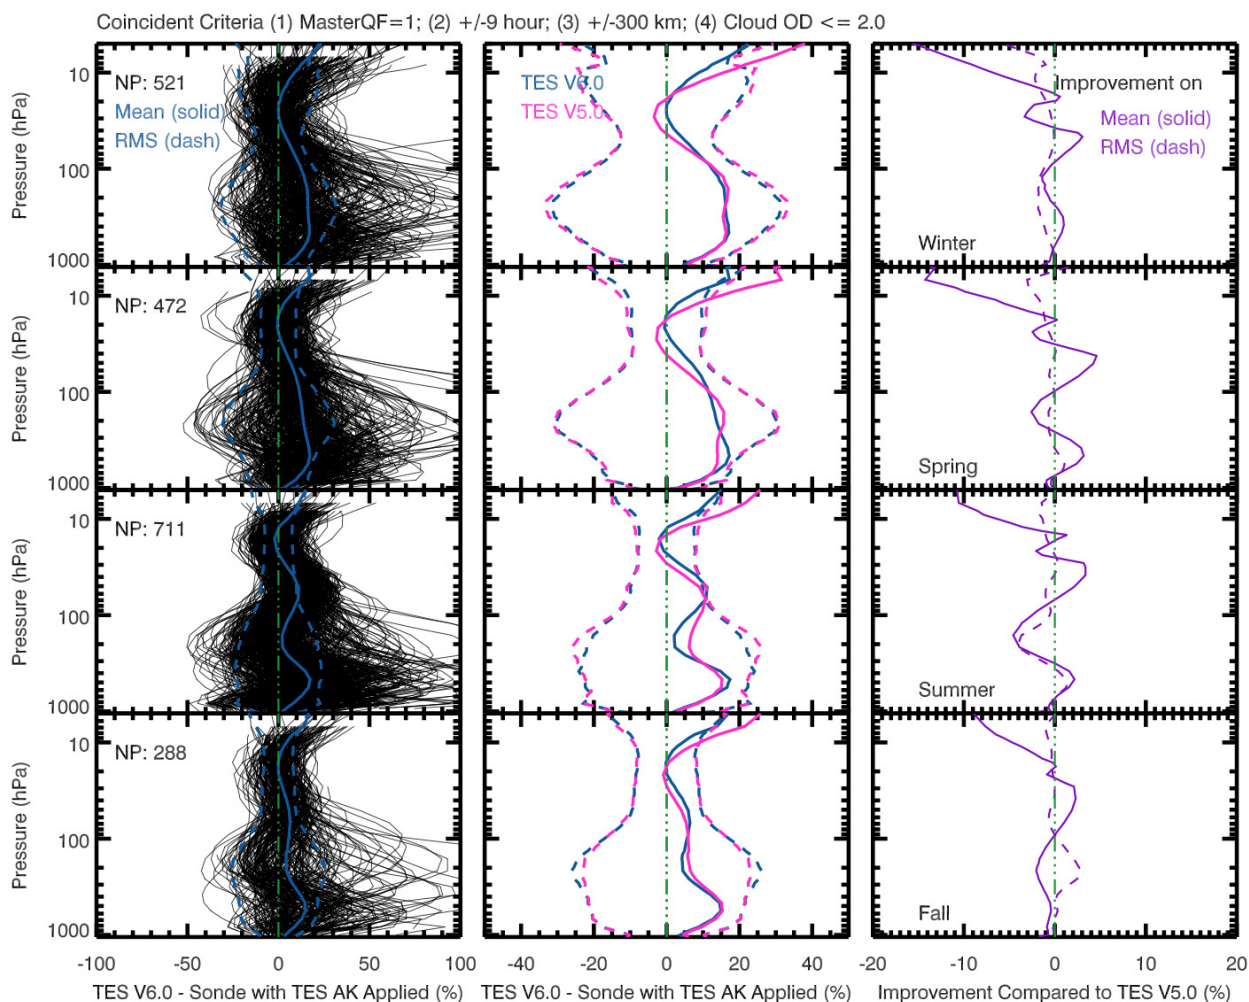 Coincident Criteria (1) MasterQF=1; (2) +/-9 hour; (3) +/-300 km; (4) Cloud OD <= 2.0
Pressure (hPa)
10
100
1000
NP: 521
Mean (solid)
RMS (dash)
TES V6.0
TES V5.0
Improvement on
Mean (solid)
RMS (dash)
Winter
Pressure (hPa)
10
100
1000
NP: 472
Spring
Pressure (hPa)
10
100
1000
NP: 711
Summer
Pressure (hPa)
10
100
1000
NP: 288
Fall
-100 -50 0 50 100
-40 -20 0 20 40
-20 -10 0 10 20
TES V6.0 - Sonde with TES AK Applied (%)
TES V6.0 - Sonde with TES AK Applied (%)
Improvement Compared to TES V5.0 (%)